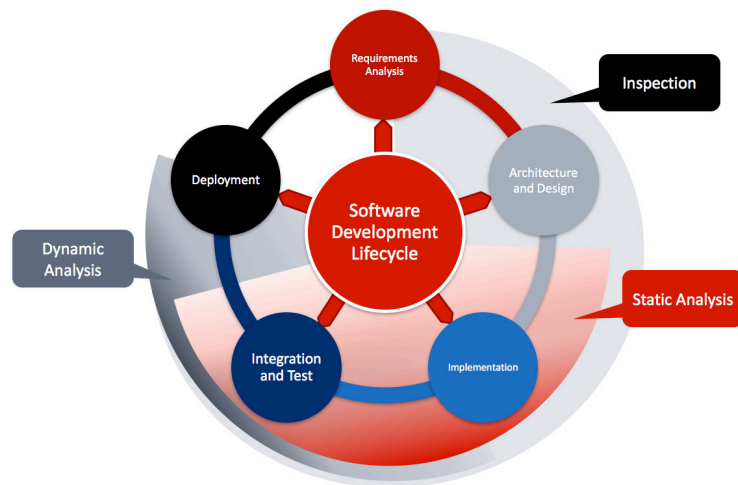 Requirements
Analysis
Inspection
Deployment
Architecture
and Design
Software
Development
Lifecycle
Dynamic
Analysis
Static Analysis
Integration
and Test
Implementation